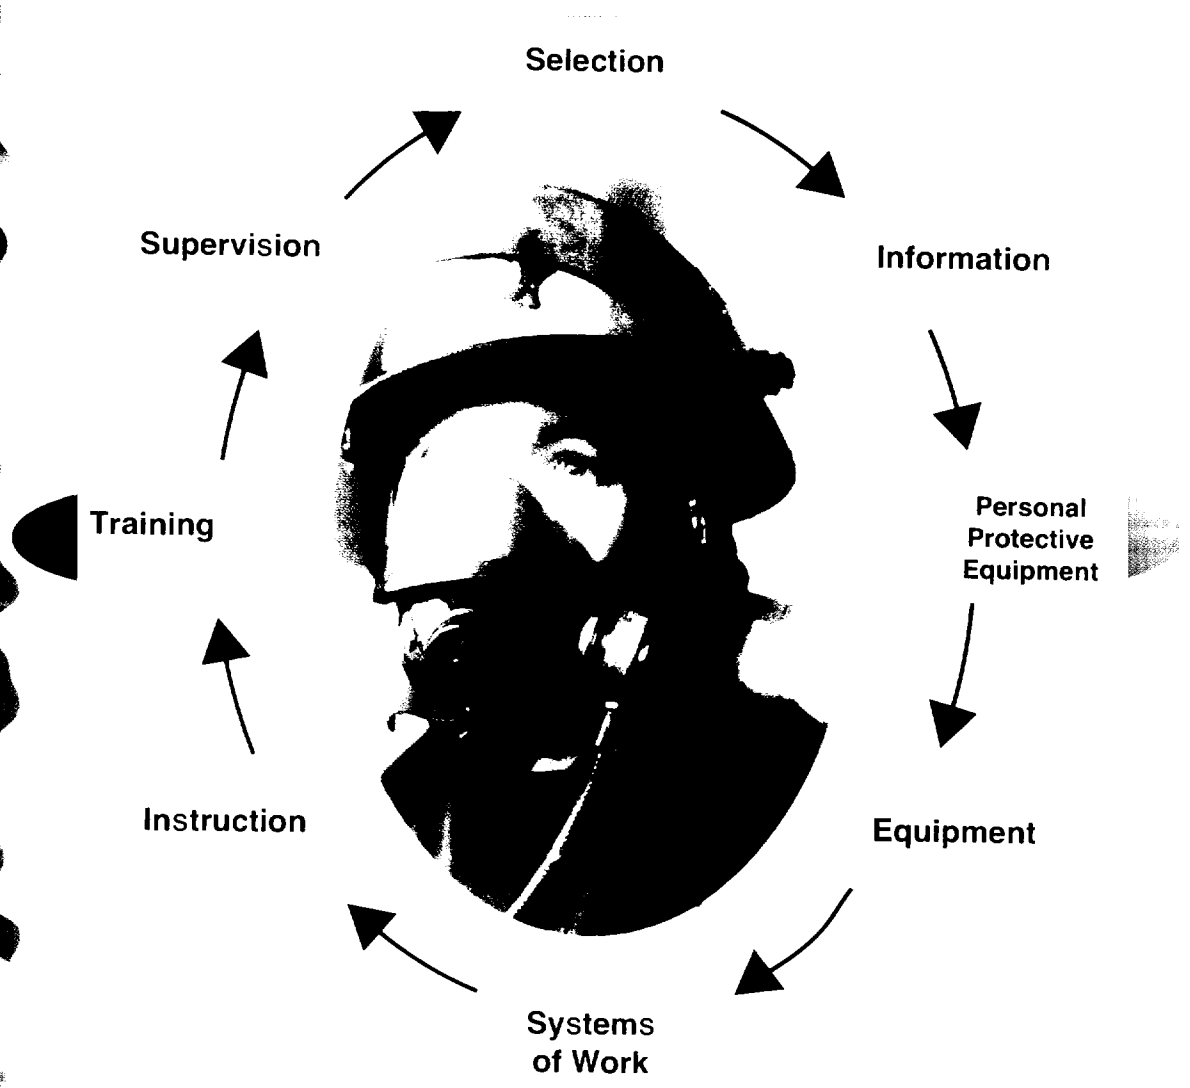 Selection
Information
Personal
Protective
Equipment
Equipment
Systems
of Work
Instruction
Training
Supervision